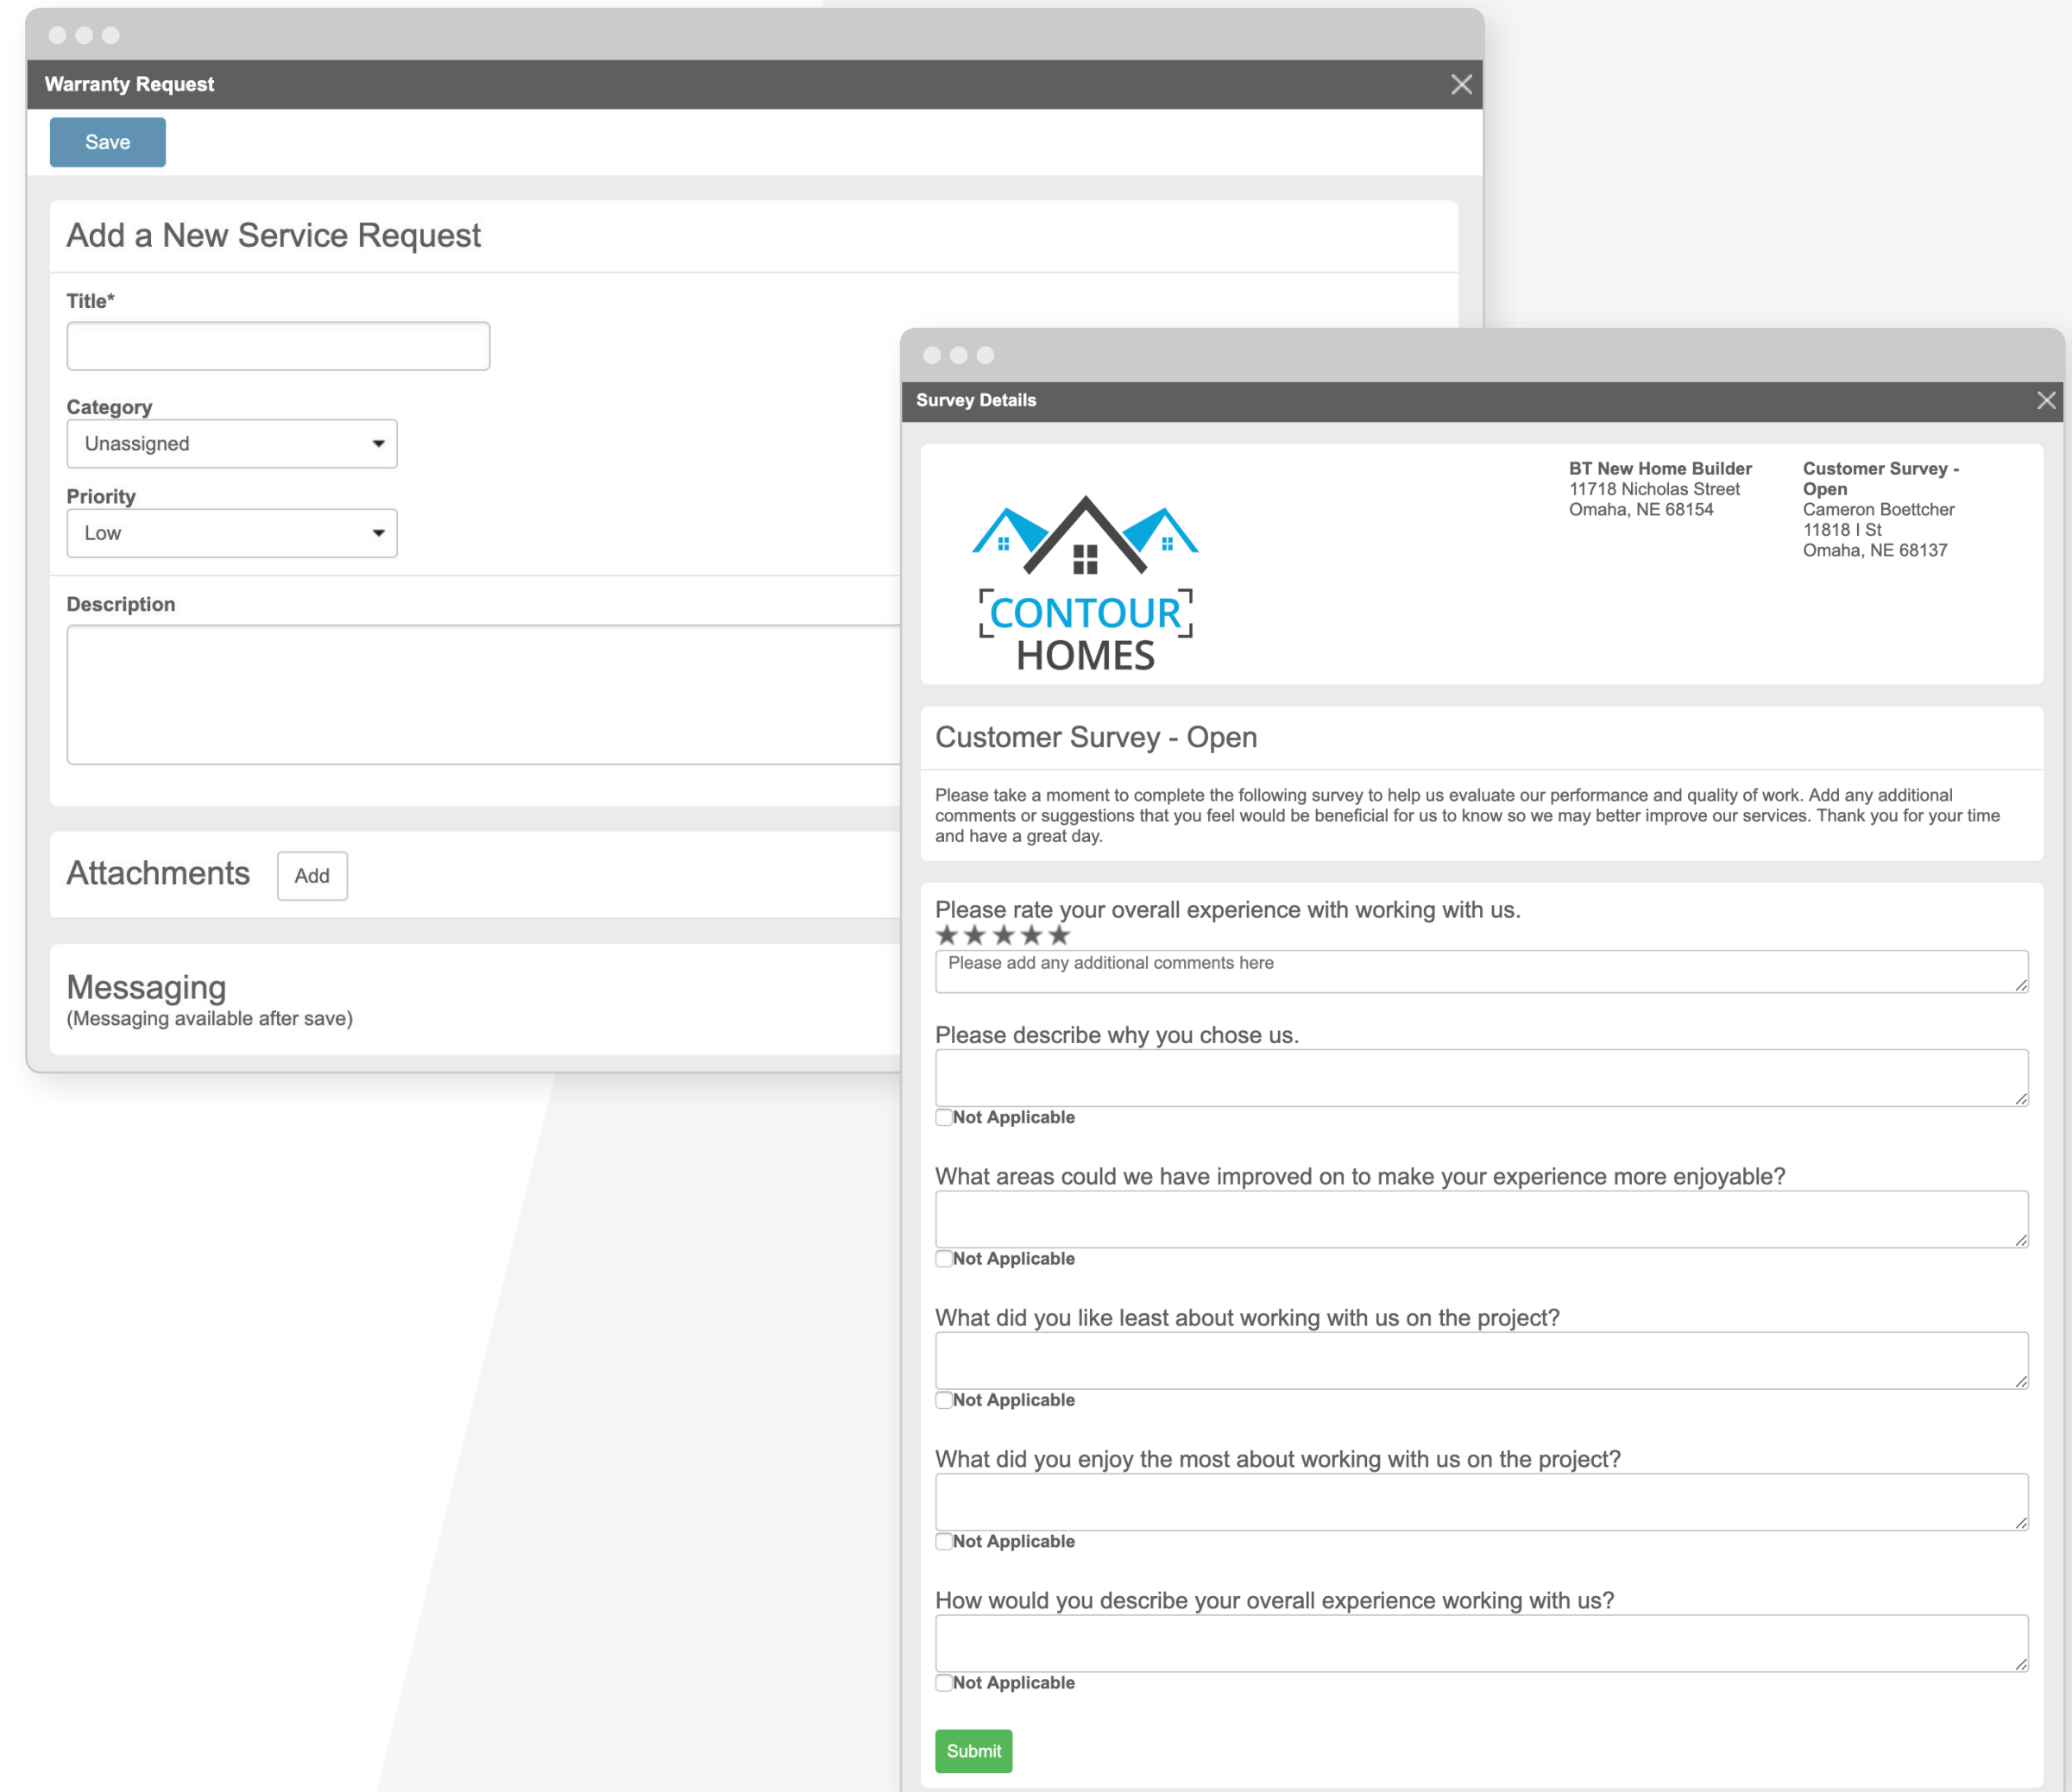 Warranty Request
Save
Add a New Service Request
Title*
Category
Unassigned
Priority
Low
Description
Attachments
Add
Messaging
(Messaging available after save)
Survey Details
CONTOUR
HOMES
BT New Home Builder
11718 Nicholas Street
Omaha, NE 68154
Customer Survey -
Open
Cameron Boettcher
11818 I St
Omaha, NE 68137
Customer Survey - Open
Please take a moment to complete the following survey to help us evaluate our performance and quality of work. Add any additional
comments or suggestions that you feel would be beneficial for us to know so we may better improve our services. Thank you for your time
and have a great day.
Please rate your overall experience with working with us.
Please add any additional comments here
Please describe why you chose us.
Not Applicable
What areas could we have improved on to make your experience more enjoyable?
Not Applicable
What did you like least about working with us on the project?
Not Applicable
What did you enjoy the most about working with us on the project?
Not Applicable
How would you describe your overall experience working with us?
Not Applicable
Submit